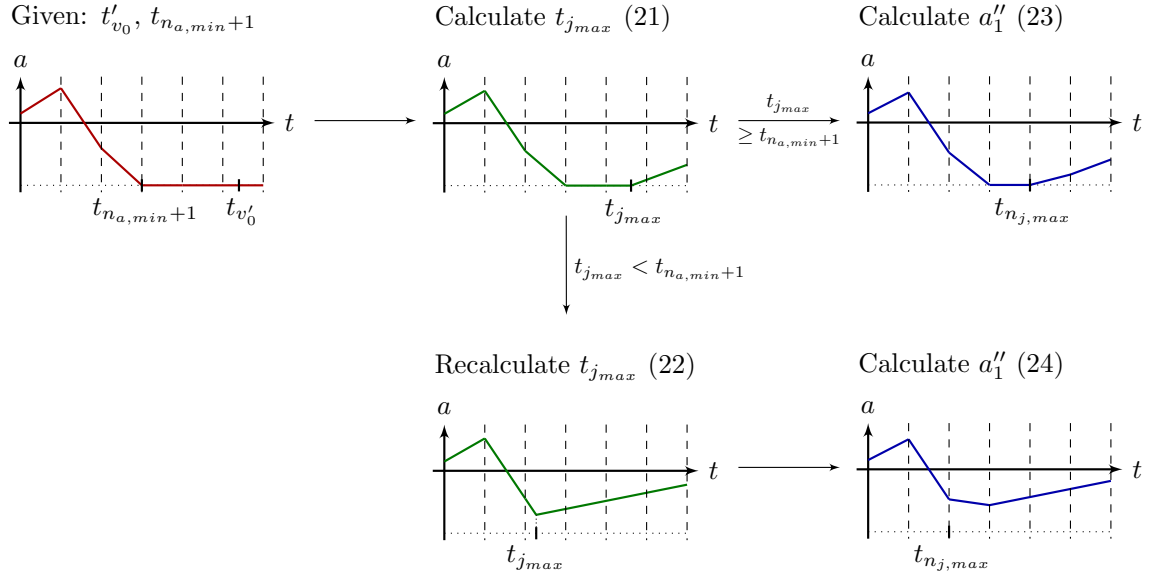 Given: $t'_{v_0}$, $t_{n_{a,min}+1}$
Calculate $t_{j_{max}}$ (21)
Calculate $a''_1$ (23)
$a$
$t$
$t_{n_{a,min}+1}$
$t_{v'_0}$
$a$
$t$
$t_{j_{max}}$
$t_{j_{max}}$
$\geq t_{n_{a,min}+1}$
$a$
$t$
$t_{n_{j,max}}$
$t_{j_{max}} < t_{n_{a,min}+1}$
Recalculate $t_{j_{max}}$ (22)
Calculate $a''_1$ (24)
$a$
$t$
$t_{j_{max}}$
$a$
$t$
$t_{n_{j,max}}$